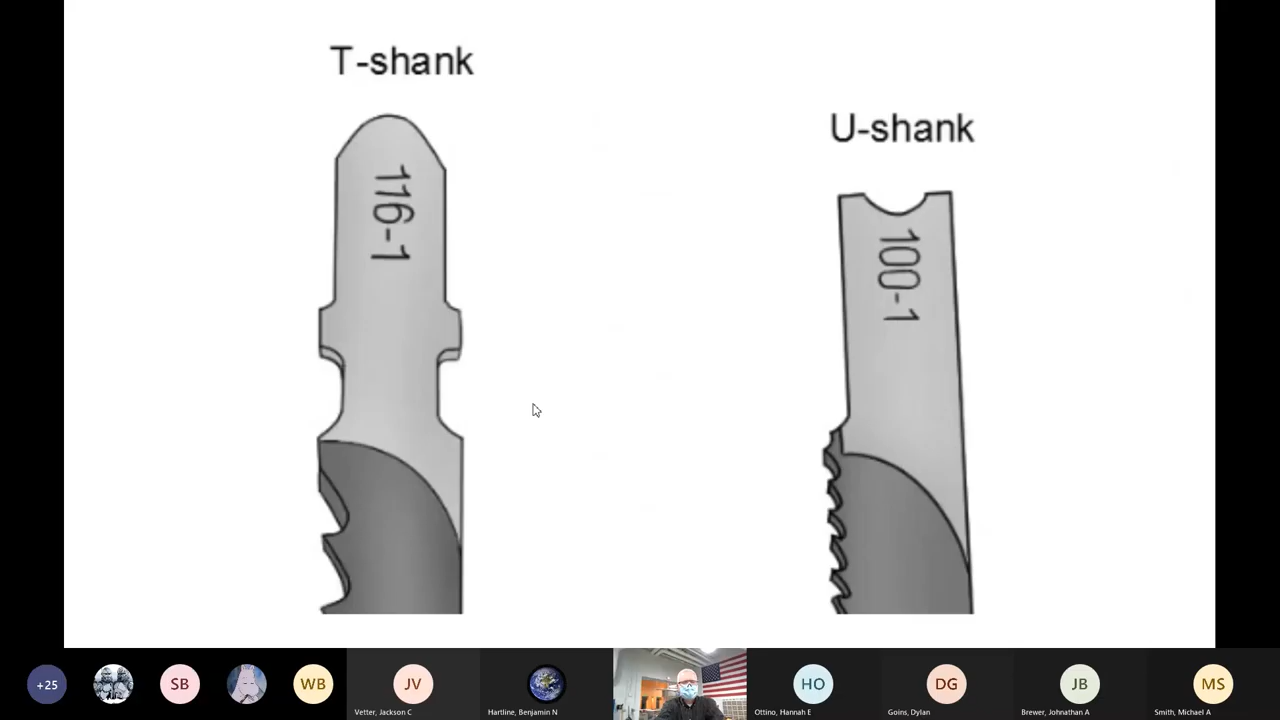 T-shank
U-shank
116-1
100-1
+25
SB
WB
JV
HO
DG
JB
MS
Vetter, Jackson C
Hartline, Benjamin N
Ottino, Hannah E
Goins, Dylan
Brewer, Johnathan A
Smith, Michael A